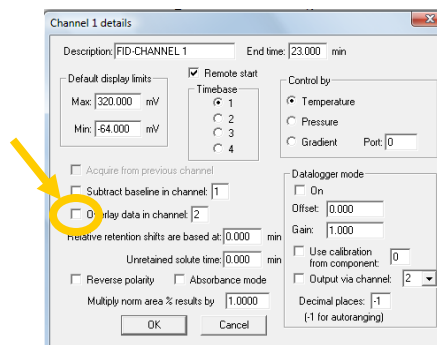 Channel 1 details
Description: FID-CHANNEL 1 End time: 23.000 min
Default display limits
Max: 320.000 mV
Min: -64.000 mV
Remote start
Timebase
1
2
3
4
Control by
Temperature
Pressure
Gradient Port: 0
Acquire from previous channel
Subtract baseline in channel: 1
Overlay data in channel: 2
Relative retention shifts are based at: 0.000 min
Unretained solute time: 0.000 min
Reverse polarity Absorbance mode
Multiply norm area % results by 1.0000
OK Cancel
Datalogger mode
On
Offset: 0.000
Gain: 1.000
Use calibration
from component: 0
Output via channel: 2
Decimal places: -1
(-1 for autoranging)